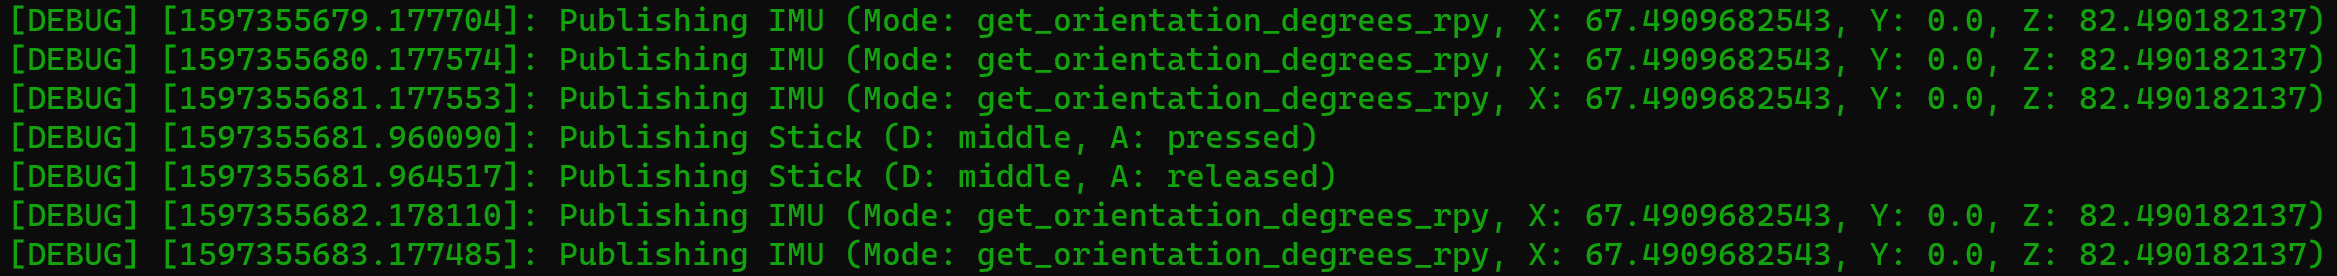 [DEBUG] [1597355679.177704]: Publishing IMU (Mode: get_orientation_degrees_rpy, X: 67.4909682543, Y: 0.0, Z: 82.490182137)
[DEBUG] [1597355680.177574]: Publishing IMU (Mode: get_orientation_degrees_rpy, X: 67.4909682543, Y: 0.0, Z: 82.490182137)
[DEBUG] [1597355681.177553]: Publishing IMU (Mode: get_orientation_degrees_rpy, X: 67.4909682543, Y: 0.0, Z: 82.490182137)
[DEBUG] [1597355681.960090]: Publishing Stick (D: middle, A: pressed)
[DEBUG] [1597355681.964517]: Publishing Stick (D: middle, A: released)
[DEBUG] [1597355682.178110]: Publishing IMU (Mode: get_orientation_degrees_rpy, X: 67.4909682543, Y: 0.0, Z: 82.490182137)
[DEBUG] [1597355683.177485]: Publishing IMU (Mode: get_orientation_degrees_rpy, X: 67.4909682543, Y: 0.0, Z: 82.490182137)